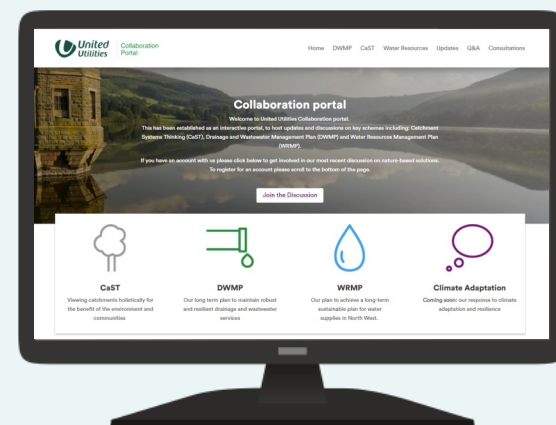 United
Utilities
Collaboration
Portal
Home DWMP CaST Water Resources Updates Q&A Consultations
Collaboration portal
Welcome to United Utilities Collaboration portal.
This has been established as an interactive portal, to host updates and discussions on key schemes including: Catchment
Systems Thinking (CaST), Drainage and Wastewater Management Plan (DWMP) and Water Resources Management Plan
(WRMP).
If you have an account with us please click below to get involved in our most recent discussion on nature-based solutions.
To register for an account please scroll to the bottom of the page.
Join the Discussion
CaST
Viewing catchments holistically for
the benefit of the environment and
communities
DWMP
Our long term plan to maintain robust
and resilient drainage and wastewater
services
WRMP
Our plan to achieve a long term
sustainable plan for water
supplies in North West.
Climate Adaptation
Coming soon: our response to climate
adaptation and resilience